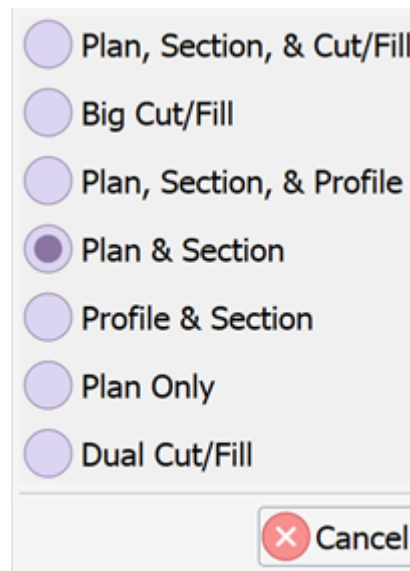 Plan, Section, & Cut/Fill
Big Cut/Fill
Plan, Section, & Profile
Plan & Section
Profile & Section
Plan Only
Dual Cut/Fill
Cancel